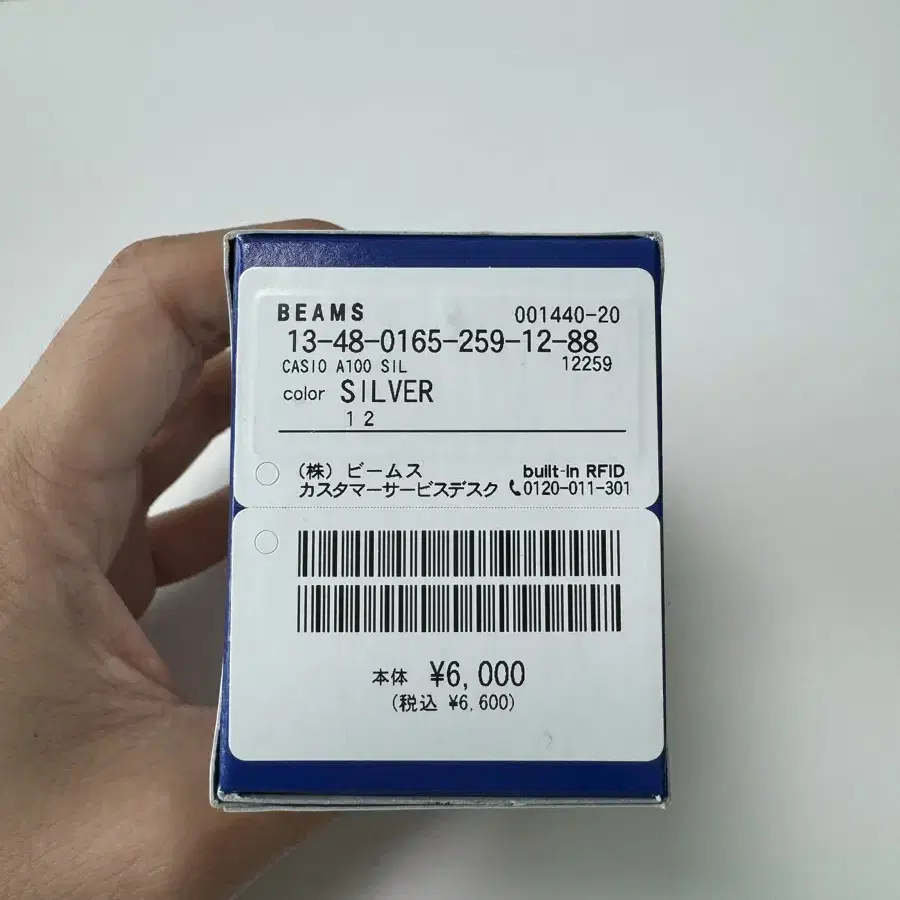 BEAMS 001440-20
13-48-0165-259-12-88
CASIO A100 SIL 12259
color SILVER
12
(株) ビームス built-in RFID
カスタマーサービスデスク 0120-011-301
本体 ¥6,000
(税込 ¥6,600)